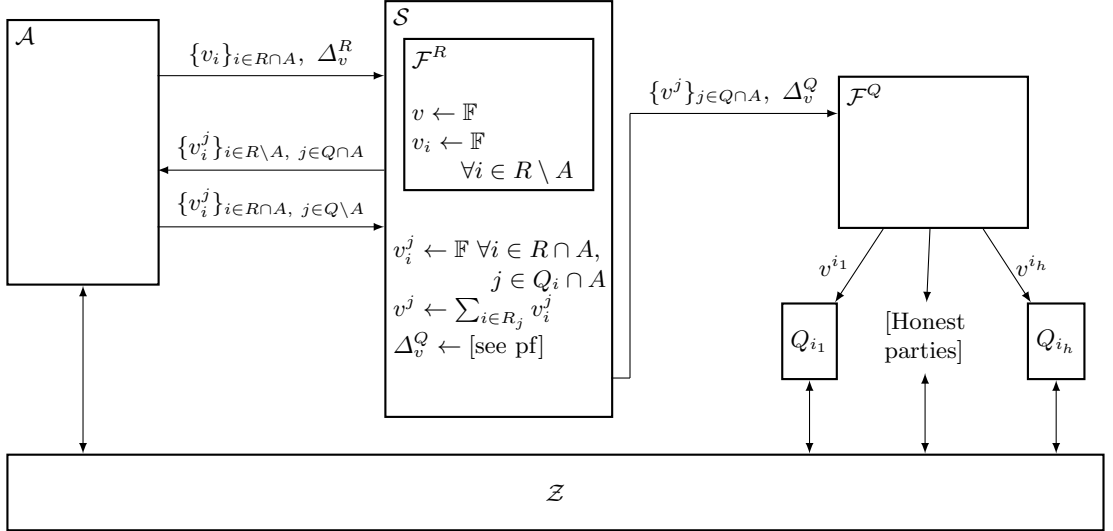 𝒜
{v_i}_{i∈R∩A}, Δ_v^R
{v_i^j}_{i∈R\A, j∈Q∩A}
{v_i^j}_{i∈R∩A, j∈Q\A}
𝒮
ℱ^R
v ← 𝔽
v_i ← 𝔽
∀i ∈ R \ A
v_i^j ← 𝔽 ∀i ∈ R ∩ A,
j ∈ Q_i ∩ A
v^j ← ∑_{i∈R_j} v_i^j
Δ_v^Q ← [see pf]
{v^j}_{j∈Q∩A}, Δ_v^Q
ℱ^Q
v^{i_1}
v^{i_h}
Q_{i_1}
[Honest
parties]
Q_{i_h}
𝒵